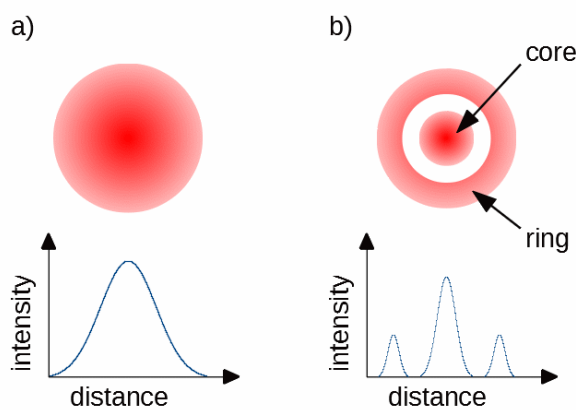 a)
b)
core
ring
intensity
distance
intensity
distance